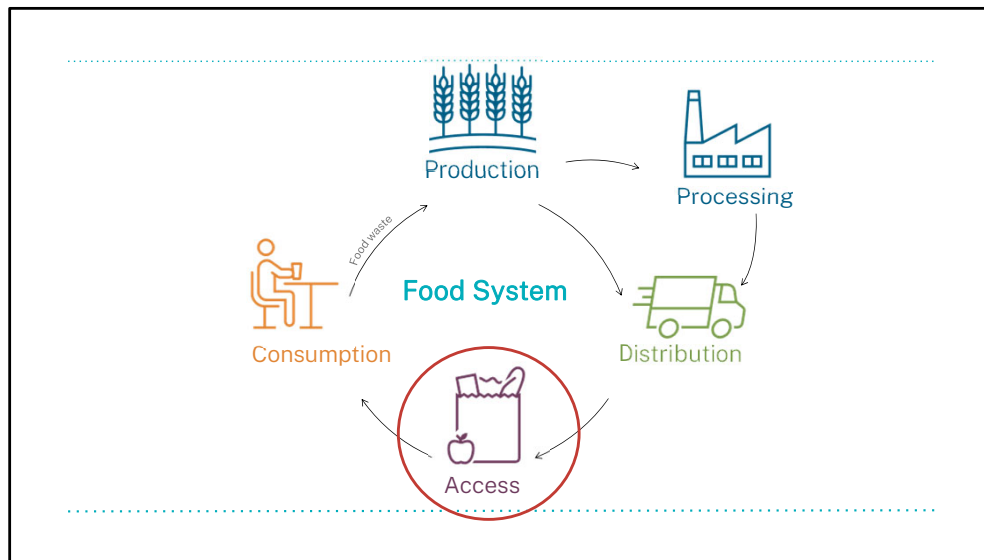 Production
Processing
Food waste
Food System
Consumption
Distribution
Access